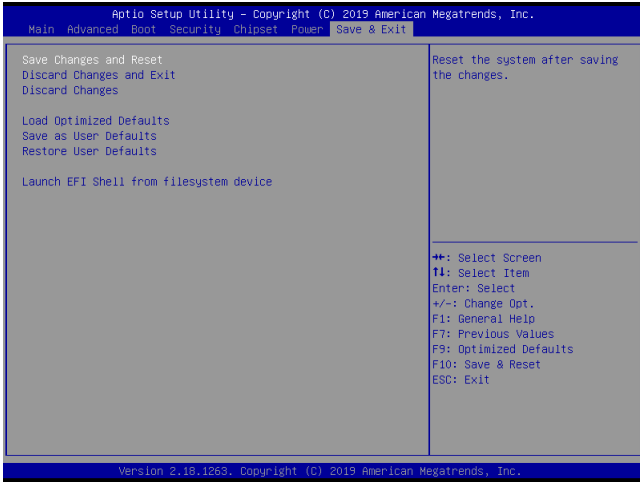 Aptio Setup Utility – Copyright (C) 2019 American Megatrends, Inc.
Main Advanced Boot Security Chipset Power Save & Exit
Save Changes and Reset
Discard Changes and Exit
Discard Changes
Load Optimized Defaults
Save as User Defaults
Restore User Defaults
Launch EFI Shell from filesystem device
Reset the system after saving
the changes.
→←: Select Screen
↑↓: Select Item
Enter: Select
+/-: Change Opt.
F1: General Help
F7: Previous Values
F9: Optimized Defaults
F10: Save & Reset
ESC: Exit
Version 2.18.1263. Copyright (C) 2019 American Megatrends, Inc.